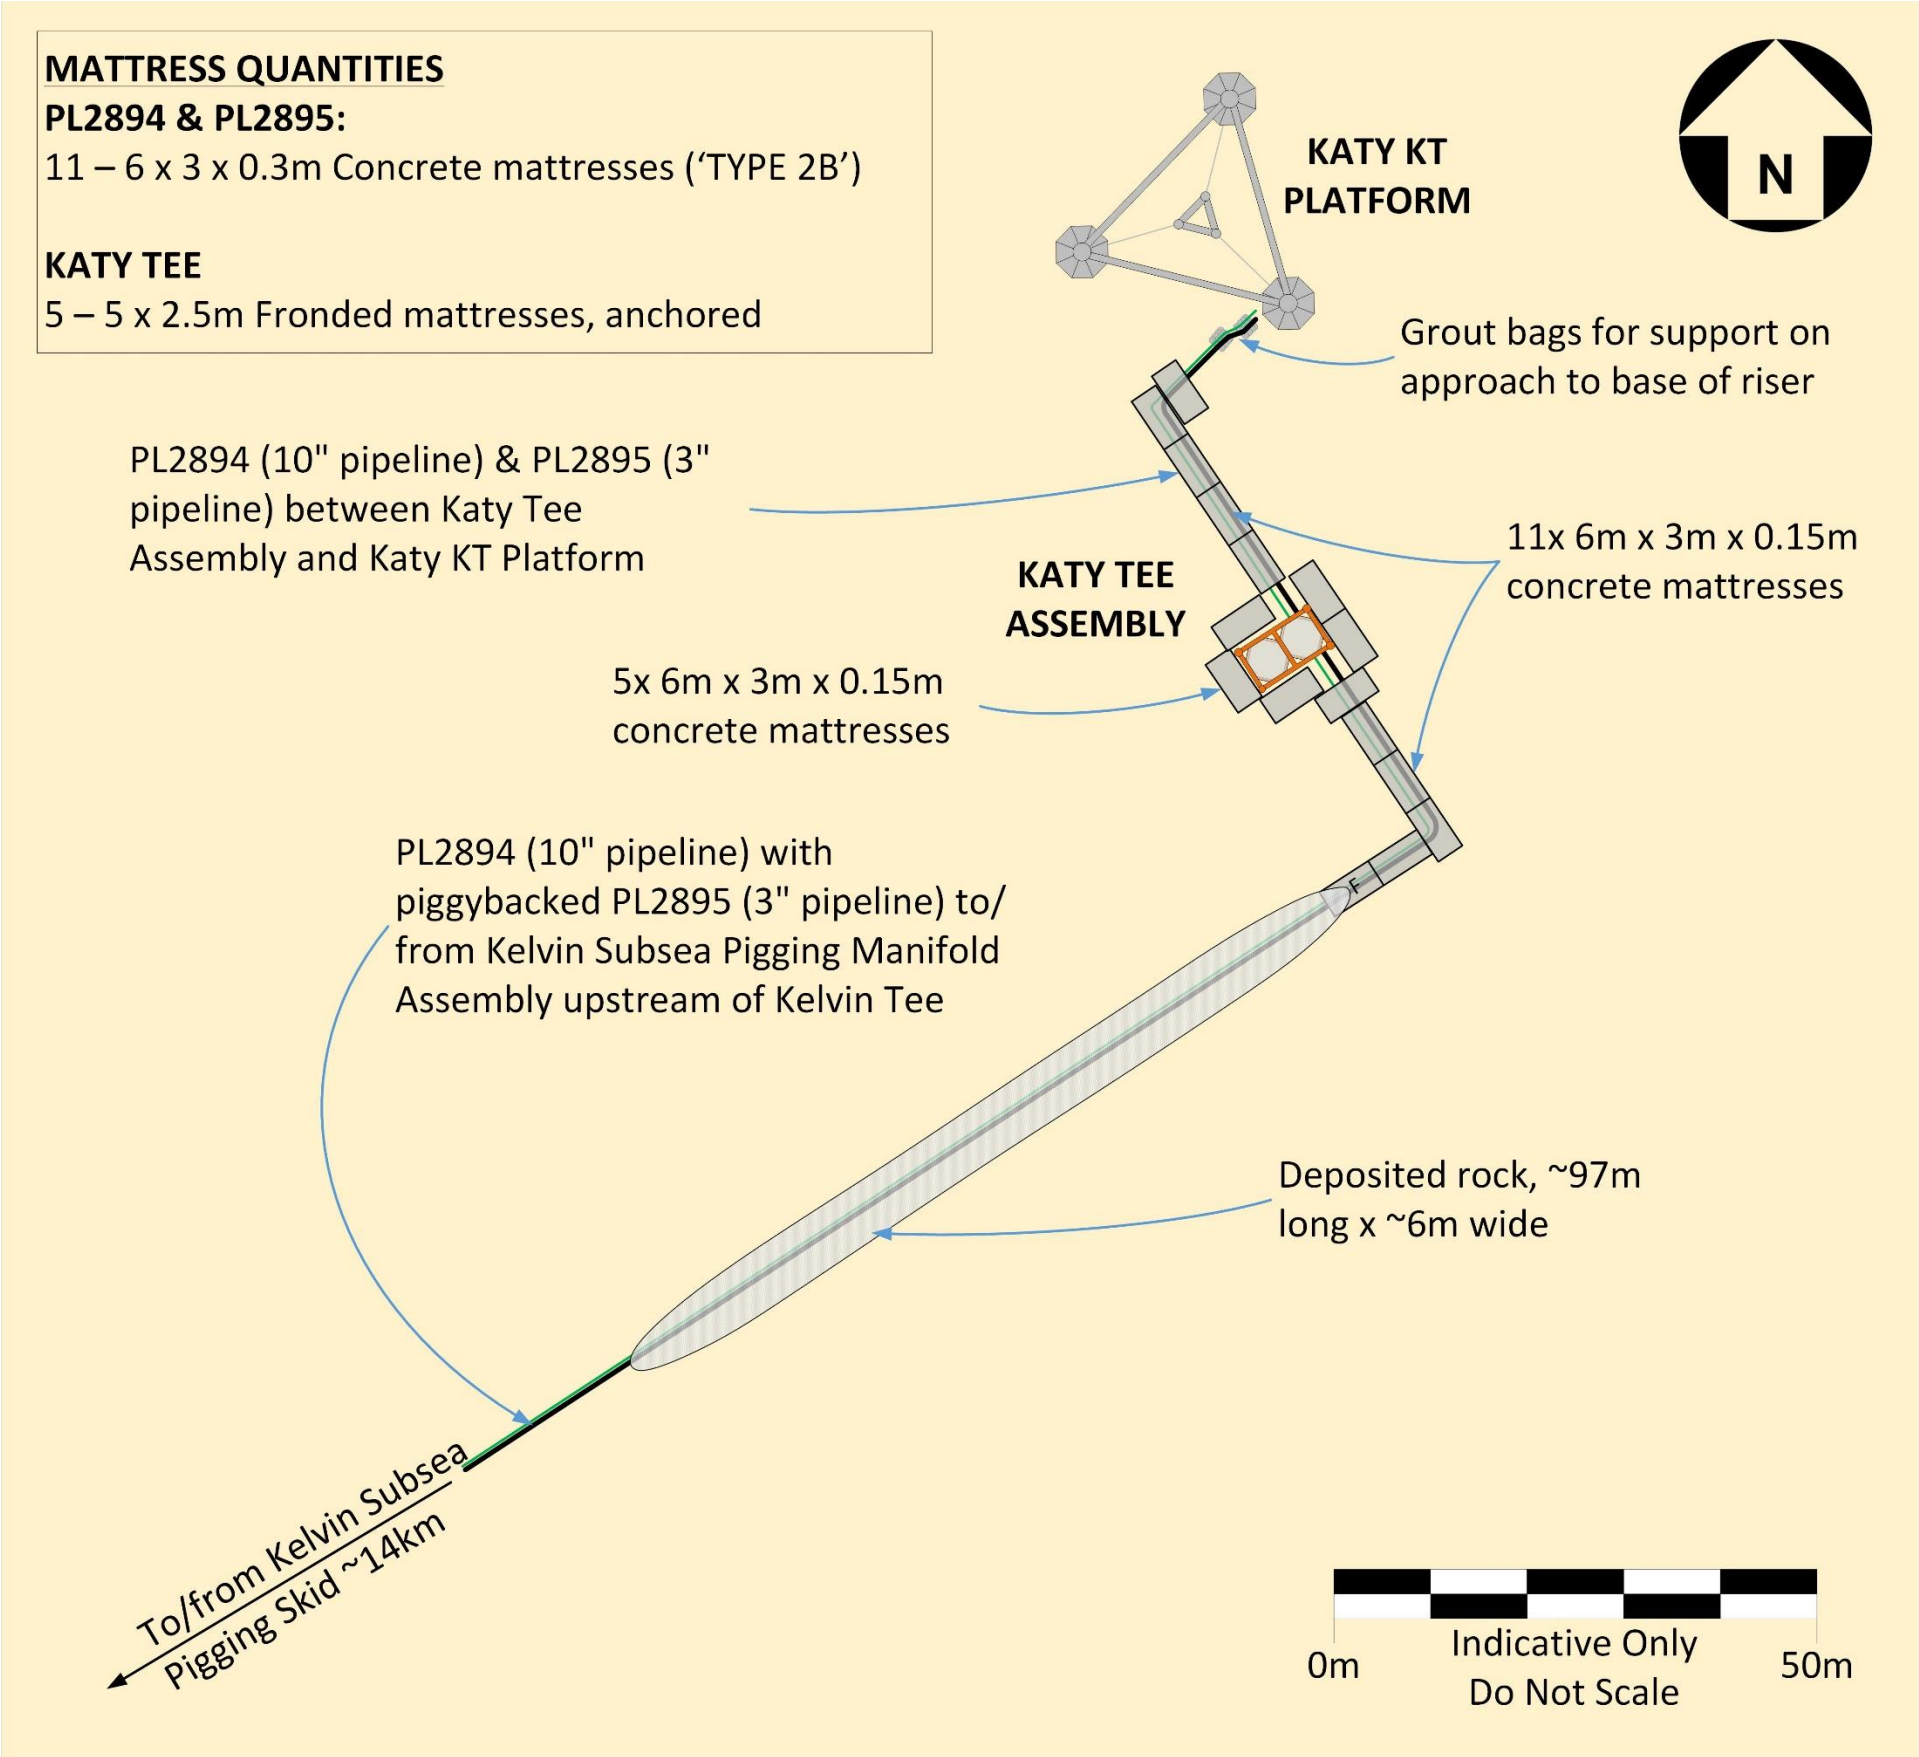 MATTRESS QUANTITIES
PL2894 & PL2895:
11 – 6 x 3 x 0.3m Concrete mattresses (‘TYPE 2B’)
KATY TEE
5 – 5 x 2.5m Fronded mattresses, anchored
KATY KT
PLATFORM
N
Grout bags for support on
approach to base of riser
PL2894 (10" pipeline) & PL2895 (3"
pipeline) between Katy Tee
Assembly and Katy KT Platform
11x 6m x 3m x 0.15m
concrete mattresses
KATY TEE
ASSEMBLY
5x 6m x 3m x 0.15m
concrete mattresses
PL2894 (10" pipeline) with
piggybacked PL2895 (3" pipeline) to/
from Kelvin Subsea Pigging Manifold
Assembly upstream of Kelvin Tee
Deposited rock, ~97m
long x ~6m wide
To/from Kelvin Subsea
Pigging Skid ~14km
0m
Indicative Only
Do Not Scale
50m